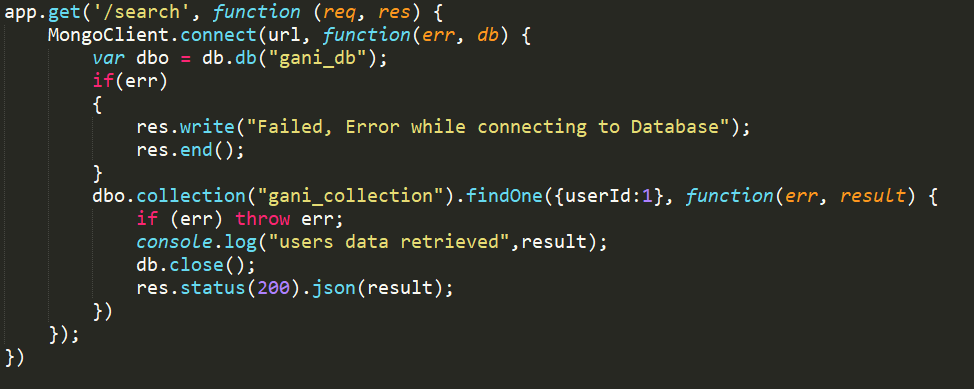 app.get('/search', function (req, res) {
    MongoClient.connect(url, function(err, db) {
        var dbo = db.db("gani_db");
        if(err)
        {
            res.write("Failed, Error while connecting to Database");
            res.end();
        }
        dbo.collection("gani_collection").findOne({userId:1}, function(err, result) {
            if (err) throw err;
            console.log("users data retrieved",result);
            db.close();
            res.status(200).json(result);
        })
    });
})